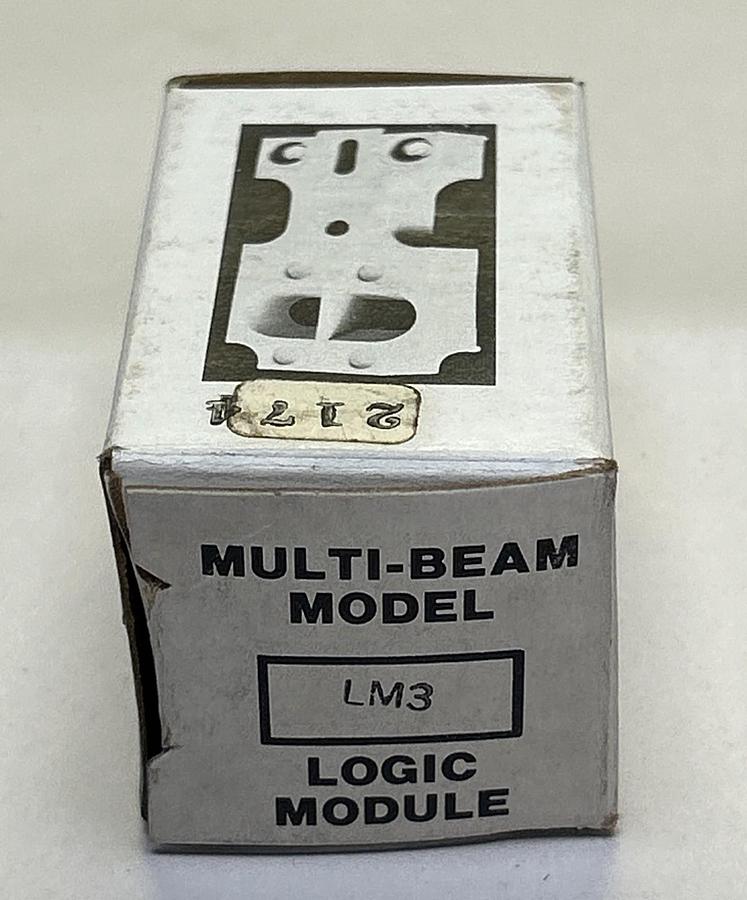 2174
MULTI-BEAM
MODEL
LM3
LOGIC
MODULE